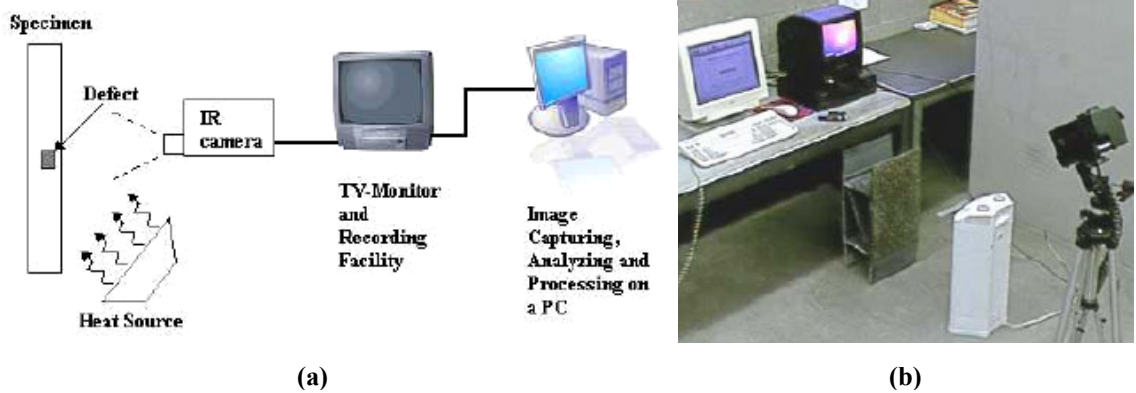 Specimen
Defect
IR
camera
TV-Monitor
and
Recording
Facility
Image
Capturing,
Analyzing and
Processing on
a PC
Heat Source
(a)
(b)